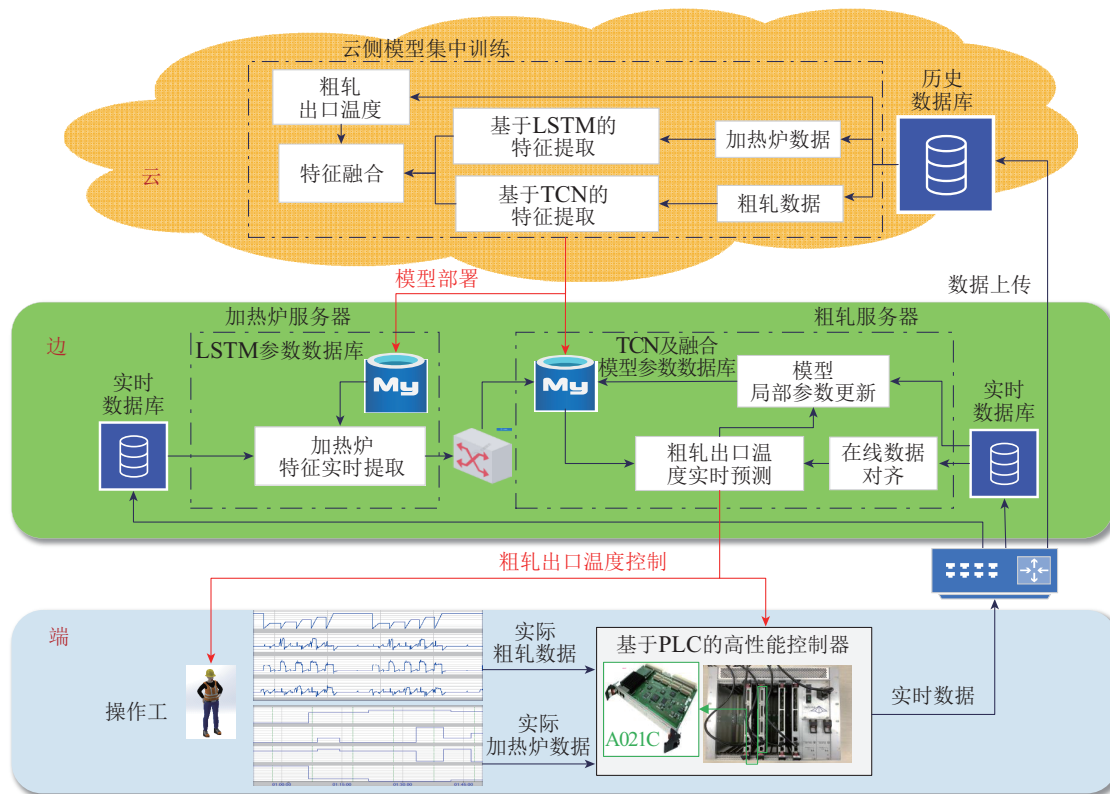 云侧模型集中训练
粗轧
出口温度
历史
数据库
基于LSTM的
特征提取
加热炉数据
特征融合
云
基于TCN的
特征提取
粗轧数据
模型部署
数据上传
边
加热炉服务器
粗轧服务器
LSTM参数数据库
TCN及融合
模型参数数据库
My
My
模型
局部参数更新
实时
数据库
实时
数据库
加热炉
特征实时提取
粗轧出口温
度实时预测
在线数据
对齐
粗轧出口温度控制
端
实际
粗轧数据
基于PLC的高性能控制器
操作工
A021C
实时数据
实际
加热炉数据